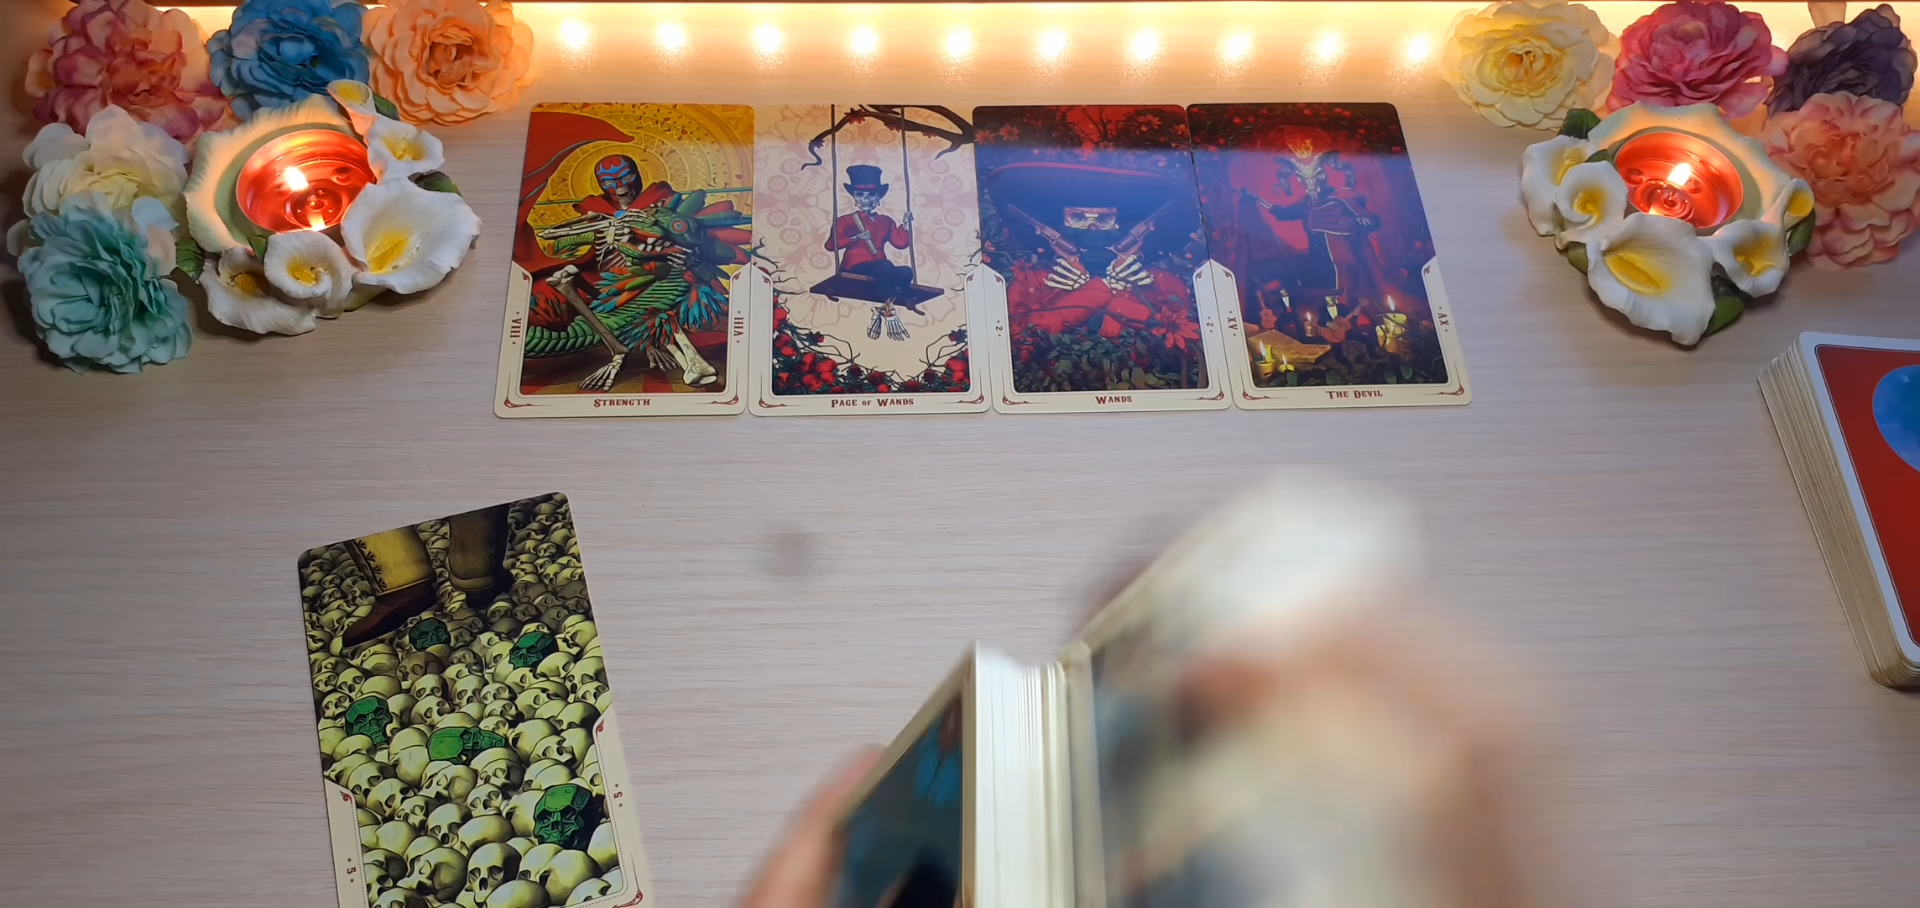 · VIII ·
· VIII ·
STRENGTH
PAGE OF WANDS
· 2 ·
· 2 ·
WANDS
· XV ·
· XV ·
THE DEVIL
· 5 ·
· 5 ·